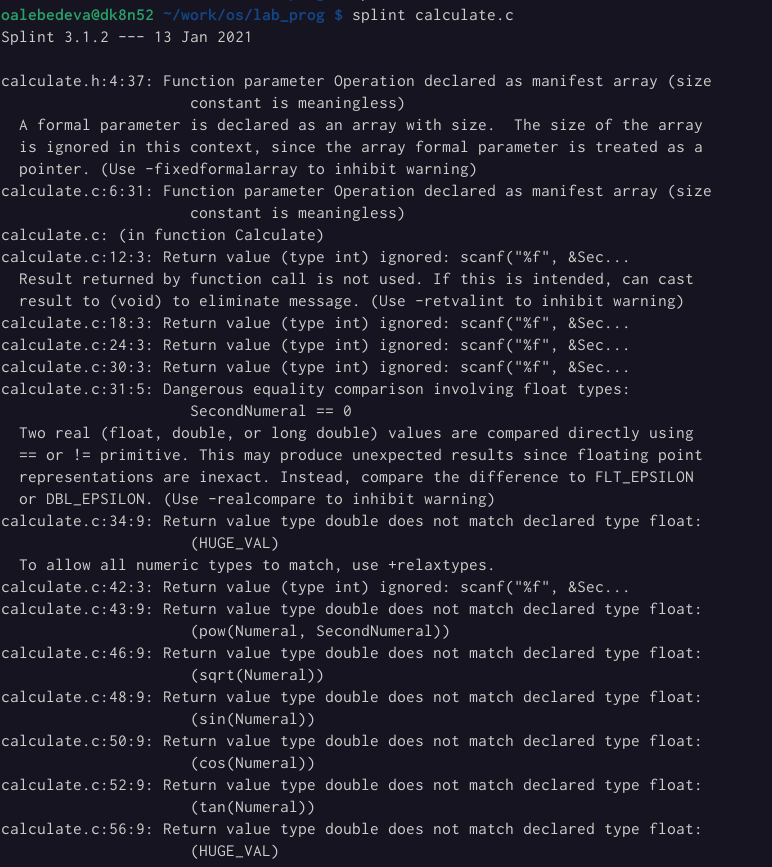 oalebedeva@dk8n52 ~/work/os/lab_prog $ splint calculate.c
Splint 3.1.2 --- 13 Jan 2021
calculate.h:4:37: Function parameter Operation declared as manifest array (size
constant is meaningless)
A formal parameter is declared as an array with size.  The size of the array
is ignored in this context, since the array formal parameter is treated as a
pointer. (Use -fixedformalarray to inhibit warning)
calculate.c:6:31: Function parameter Operation declared as manifest array (size
constant is meaningless)
calculate.c: (in function Calculate)
calculate.c:12:3: Return value (type int) ignored: scanf("%f", &Sec...
Result returned by function call is not used. If this is intended, can cast
result to (void) to eliminate message. (Use -retvalint to inhibit warning)
calculate.c:18:3: Return value (type int) ignored: scanf("%f", &Sec...
calculate.c:24:3: Return value (type int) ignored: scanf("%f", &Sec...
calculate.c:30:3: Return value (type int) ignored: scanf("%f", &Sec...
calculate.c:31:5: Dangerous equality comparison involving float types:
SecondNumeral == 0
Two real (float, double, or long double) values are compared directly using
== or != primitive. This may produce unexpected results since floating point
representations are inexact. Instead, compare the difference to FLT_EPSILON
or DBL_EPSILON. (Use -realcompare to inhibit warning)
calculate.c:34:9: Return value type double does not match declared type float:
(HUGE_VAL)
To allow all numeric types to match, use +relaxtypes.
calculate.c:42:3: Return value (type int) ignored: scanf("%f", &Sec...
calculate.c:43:9: Return value type double does not match declared type float:
(pow(Numeral, SecondNumeral))
calculate.c:46:9: Return value type double does not match declared type float:
(sqrt(Numeral))
calculate.c:48:9: Return value type double does not match declared type float:
(sin(Numeral))
calculate.c:50:9: Return value type double does not match declared type float:
(cos(Numeral))
calculate.c:52:9: Return value type double does not match declared type float:
(tan(Numeral))
calculate.c:56:9: Return value type double does not match declared type float:
(HUGE_VAL)